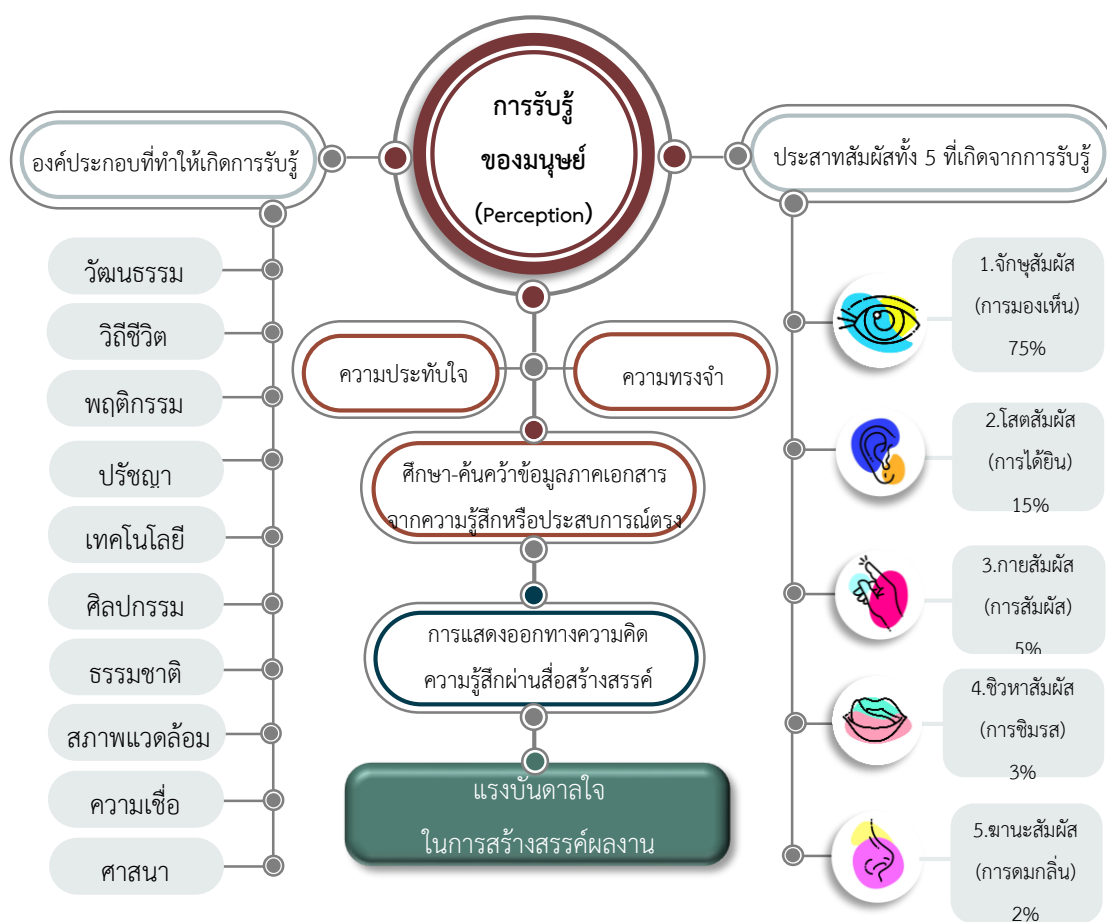 การรับรู้
ของมนุษย์
(Perception)
องค์ประกอบที่ทำให้เกิดการรับรู้
วัฒนธรรม
วิถีชีวิต
พฤติกรรม
ปรัชญา
เทคโนโลยี
ศิลปกรรม
ธรรมชาติ
สภาพแวดล้อม
ความเชื่อ
ศาสนา
ความประทับใจ
ความทรงจำ
ศึกษา-ค้นคว้าข้อมูลภาคเอกสาร
จากความรู้สึกหรือประสบการณ์ตรง
การแสดงออกทางความคิด
ความรู้สึกผ่านสื่อสร้างสรรค์
แรงบันดาลใจ
ในการสร้างสรรค์ผลงาน
ประสาทสัมผัสทั้ง 5 ที่เกิดจากการรับรู้
1.จักษุสัมผัส
(การมองเห็น)
75%
2.โสตสัมผัส
(การได้ยิน)
15%
3.กายสัมผัส
(การสัมผัส)
5%
4.ชิวหาสัมผัส
(การชิมรส)
3%
5.ฆานะสัมผัส
(การดมกลิ่น)
2%